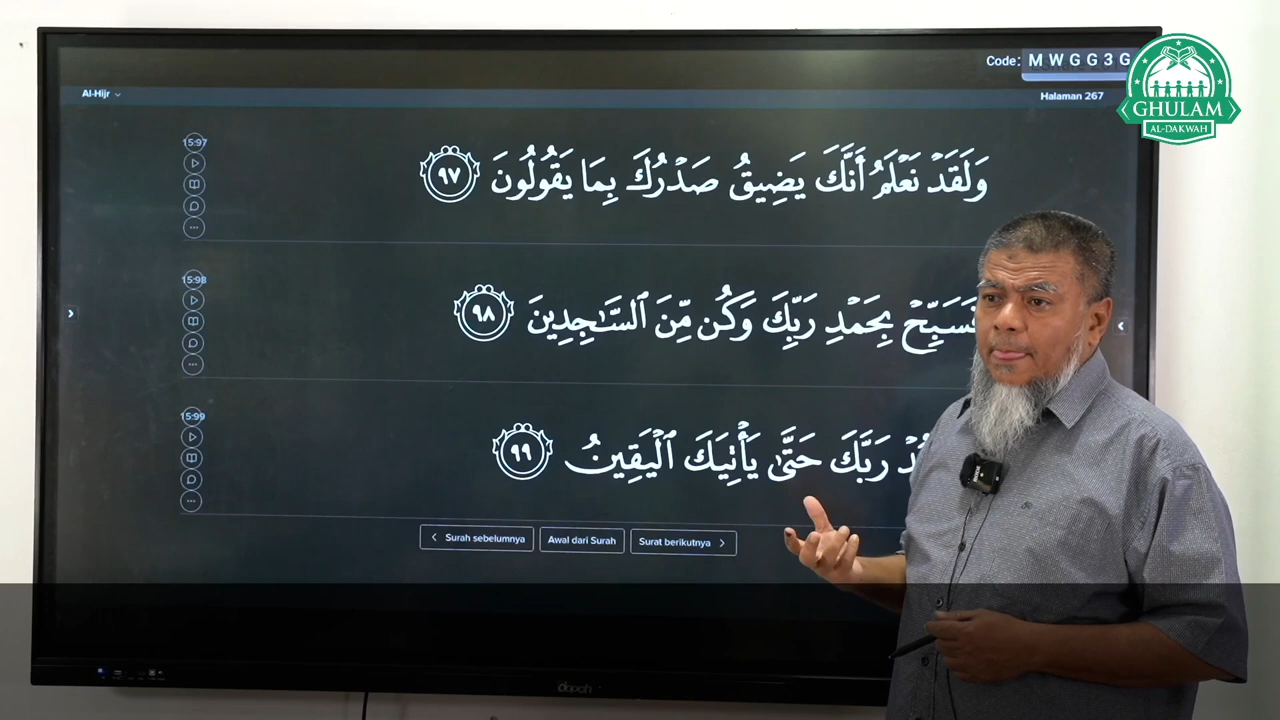 Code: MWGG3G
GHULAM
AL-DAKWAH
Al-Hijr
Halaman 267
15:97
وَلَقَدْ نَعْلَمُ أَنَّكَ يَضِيقُ صَدْرُكَ بِمَا يَقُولُونَ ٩٧
15:98
فَسَبِّحْ بِحَمْدِ رَبِّكَ وَكُن مِّنَ ٱلسَّـٰجِدِينَ ٩٨
15:99
رَبَّكَ حَتَّىٰ يَأْتِيَكَ ٱلْيَقِينُ ٩٩
Surah sebelumnya
Awal dari Surah
Surat berikutnya